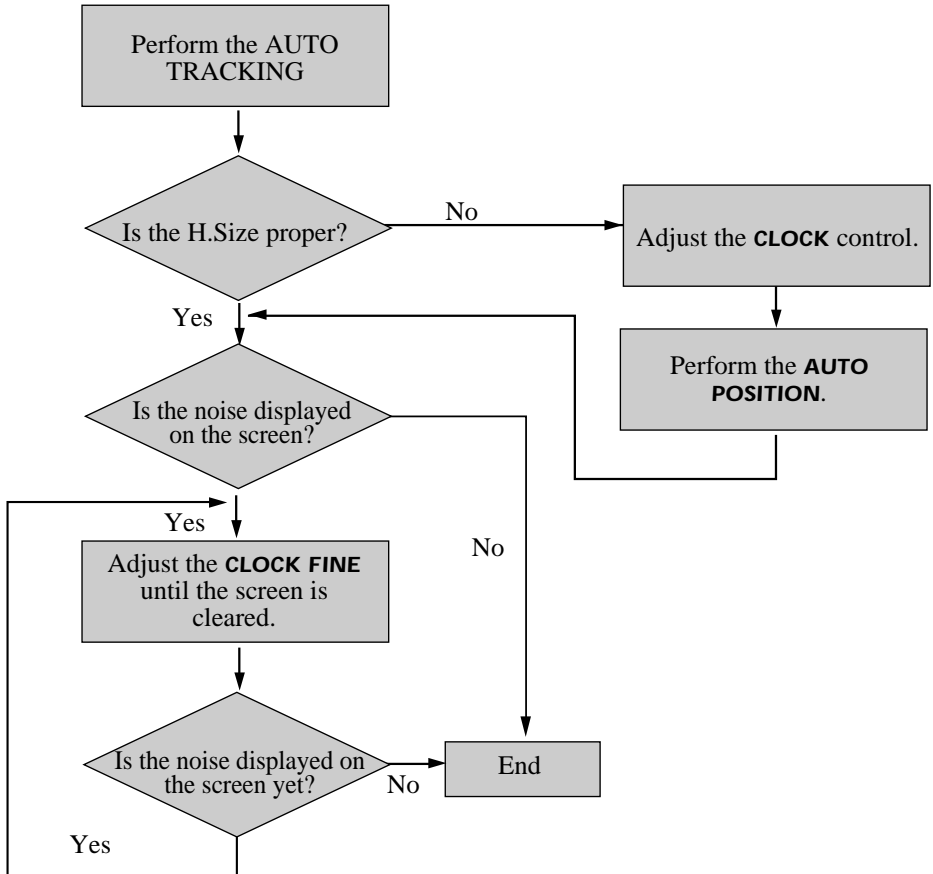 Perform the AUTO
TRACKING
Is the H.Size proper?
No
Adjust the CLOCK control.
Yes
Perform the AUTO
POSITION.
Is the noise displayed
on the screen?
Yes
No
Adjust the CLOCK FINE
until the screen is
cleared.
Is the noise displayed on
the screen yet?
No
End
Yes